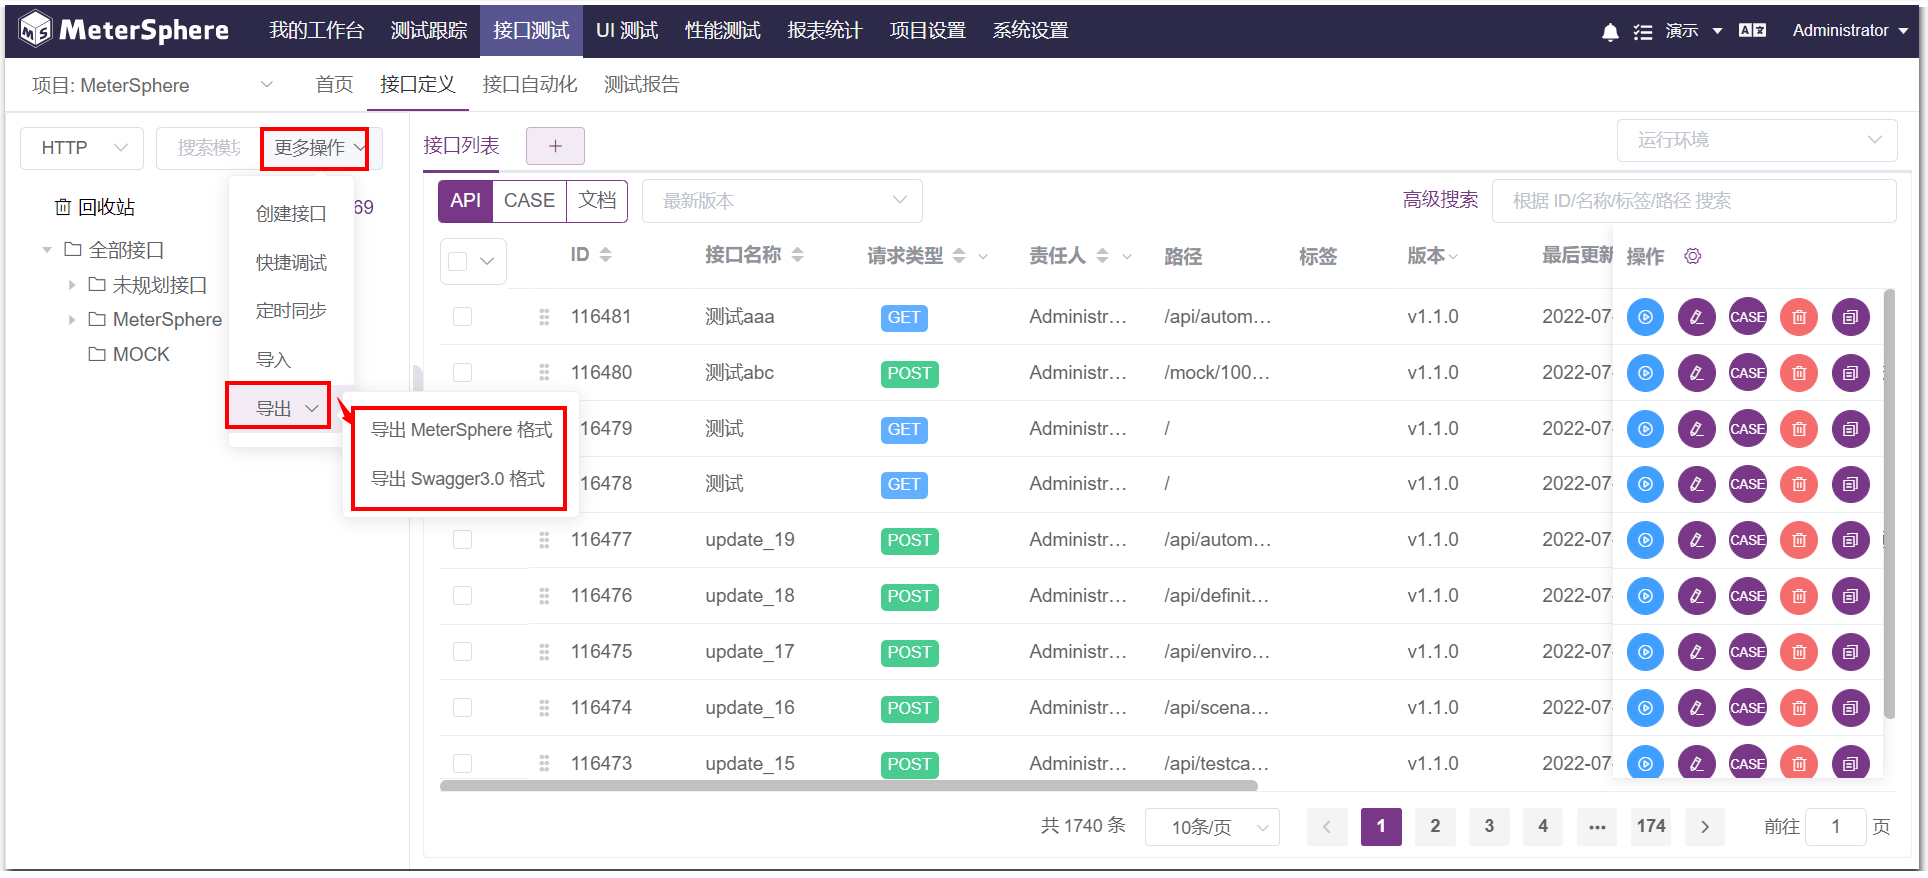 MeterSphere 我的工作台 测试跟踪 接口测试 UI 测试 性能测试 报表统计 项目设置 系统设置 演示 Administrator
项目: MeterSphere 首页 接口定义 接口自动化 测试报告
HTTP 搜索模块 更多操作 接口列表 + 运行环境
API CASE 文档 最新版本 高级搜索 根据 ID/名称/标签/路径 搜索
回收站 69
全部接口
未规划接口
MeterSphere
MOCK
创建接口
快捷调试
定时同步
导入
导出
导出 MeterSphere 格式
导出 Swagger3.0 格式
ID 接口名称 请求类型 责任人 路径 标签 版本 最后更新 操作
116481 测试aaa GET Administr... /api/autom... v1.1.0 2022-07- CASE
116480 测试abc POST Administr... /mock/100... v1.1.0 2022-07- CASE
16479 测试 GET Administr... / v1.1.0 2022-07- CASE
16478 测试 GET Administr... / v1.1.0 2022-07- CASE
116477 update_19 POST Administr... /api/autom... v1.1.0 2022-07- CASE
116476 update_18 POST Administr... /api/definit... v1.1.0 2022-07- CASE
116475 update_17 POST Administr... /api/enviro... v1.1.0 2022-07- CASE
116474 update_16 POST Administr... /api/scena... v1.1.0 2022-07- CASE
116473 update_15 POST Administr... /api/testca... v1.1.0 2022-07- CASE
共 1740 条 10条/页 < 1 2 3 4 ... 174 > 前往 1 页